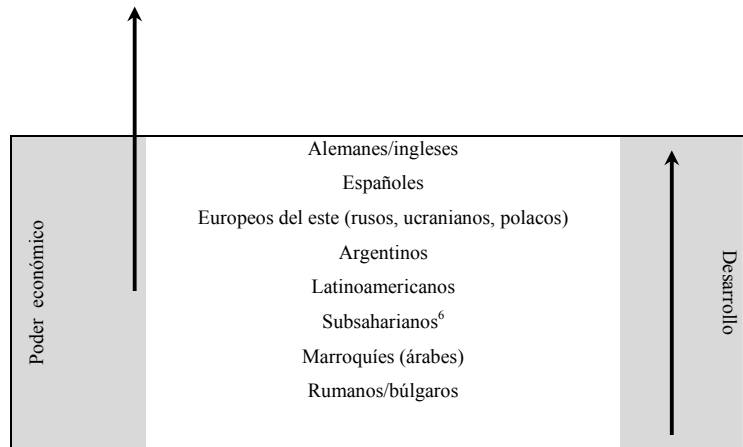 Poder económico
Alemanes/ingleses
Españoles
Europeos del este (rusos, ucranianos, polacos)
Argentinos
Latinoamericanos
Subsaharianos⁶
Marroquíes (árabes)
Rumanos/búlgaros
Desarrollo